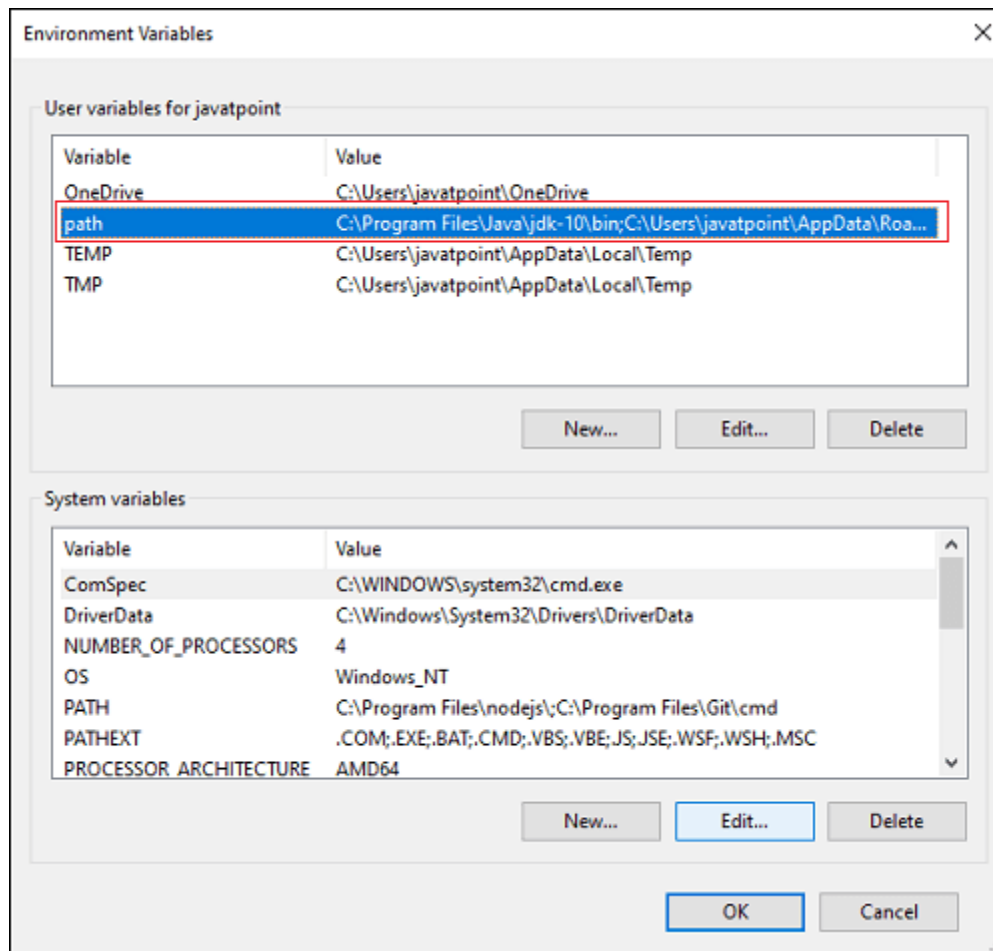 Environment Variables
User variables for javatpoint
Variable Value
OneDrive C:\Users\javatpoint\OneDrive
path C:\Program Files\Java\jdk-10\bin;C:\Users\javatpoint\AppData\Roa...
TEMP C:\Users\javatpoint\AppData\Local\Temp
TMP C:\Users\javatpoint\AppData\Local\Temp
New... Edit... Delete
System variables
Variable Value
ComSpec C:\WINDOWS\system32\cmd.exe
DriverData C:\Windows\System32\Drivers\DriverData
NUMBER_OF_PROCESSORS 4
OS Windows_NT
PATH C:\Program Files\nodejs\;C:\Program Files\Git\cmd
PATHEXT .COM;.EXE;.BAT;.CMD;.VBS;.VBE;.JS;.JSE;.WSF;.WSH;.MSC
PROCESSOR_ARCHITECTURE AMD64
New... Edit... Delete
OK Cancel